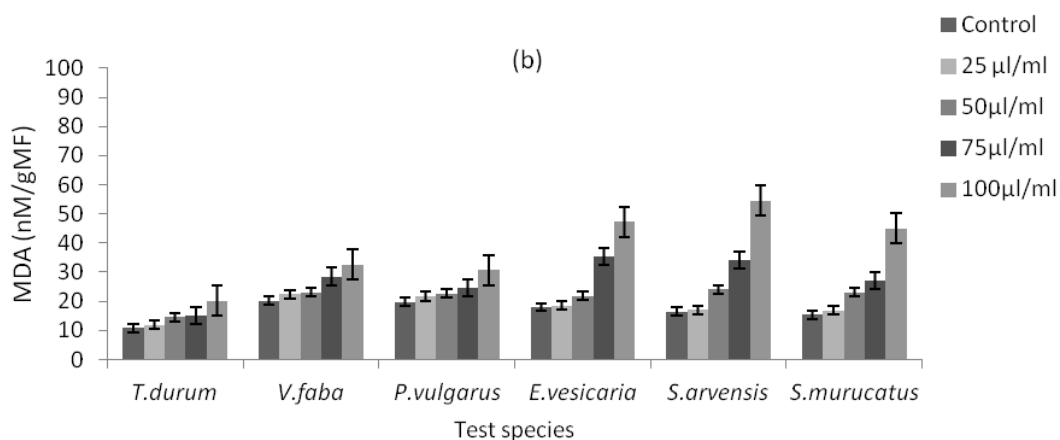 (b)
MDA (nM/gMF)
100
90
80
70
60
50
40
30
20
10
0
T.durum
V.faba
P.vulgarus
E.vesicaria
S.arvensis
S.murucatus
Test species
Control
25 µl/ml
50µl/ml
75µl/ml
100µl/ml